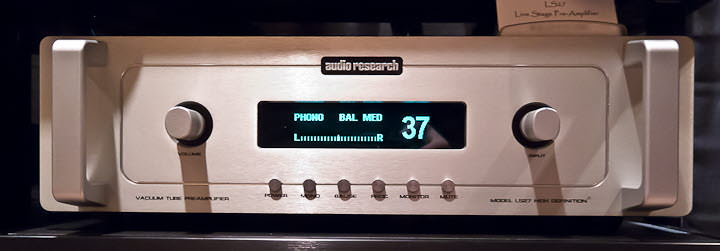 LS27
Line Stage Pre-Amplifier
audio research
PHONO BAL MED 37
L R
VOLUME
INPUT
POWER MONO PROC. MONITOR MUTE
VACUUM TUBE PREAMPLIFIER
MODEL LS27 HIGH DEFINITION®